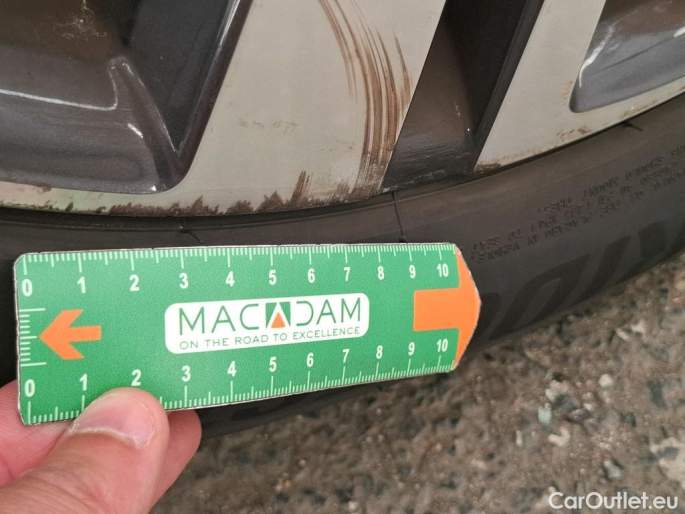 0 1 2 3 4 5 6 7 8 9 10
MACADAM
ON THE ROAD TO EXCELLENCE
0 1 2 3 4 5 6 7 8 9 10
CarOutlet.eu